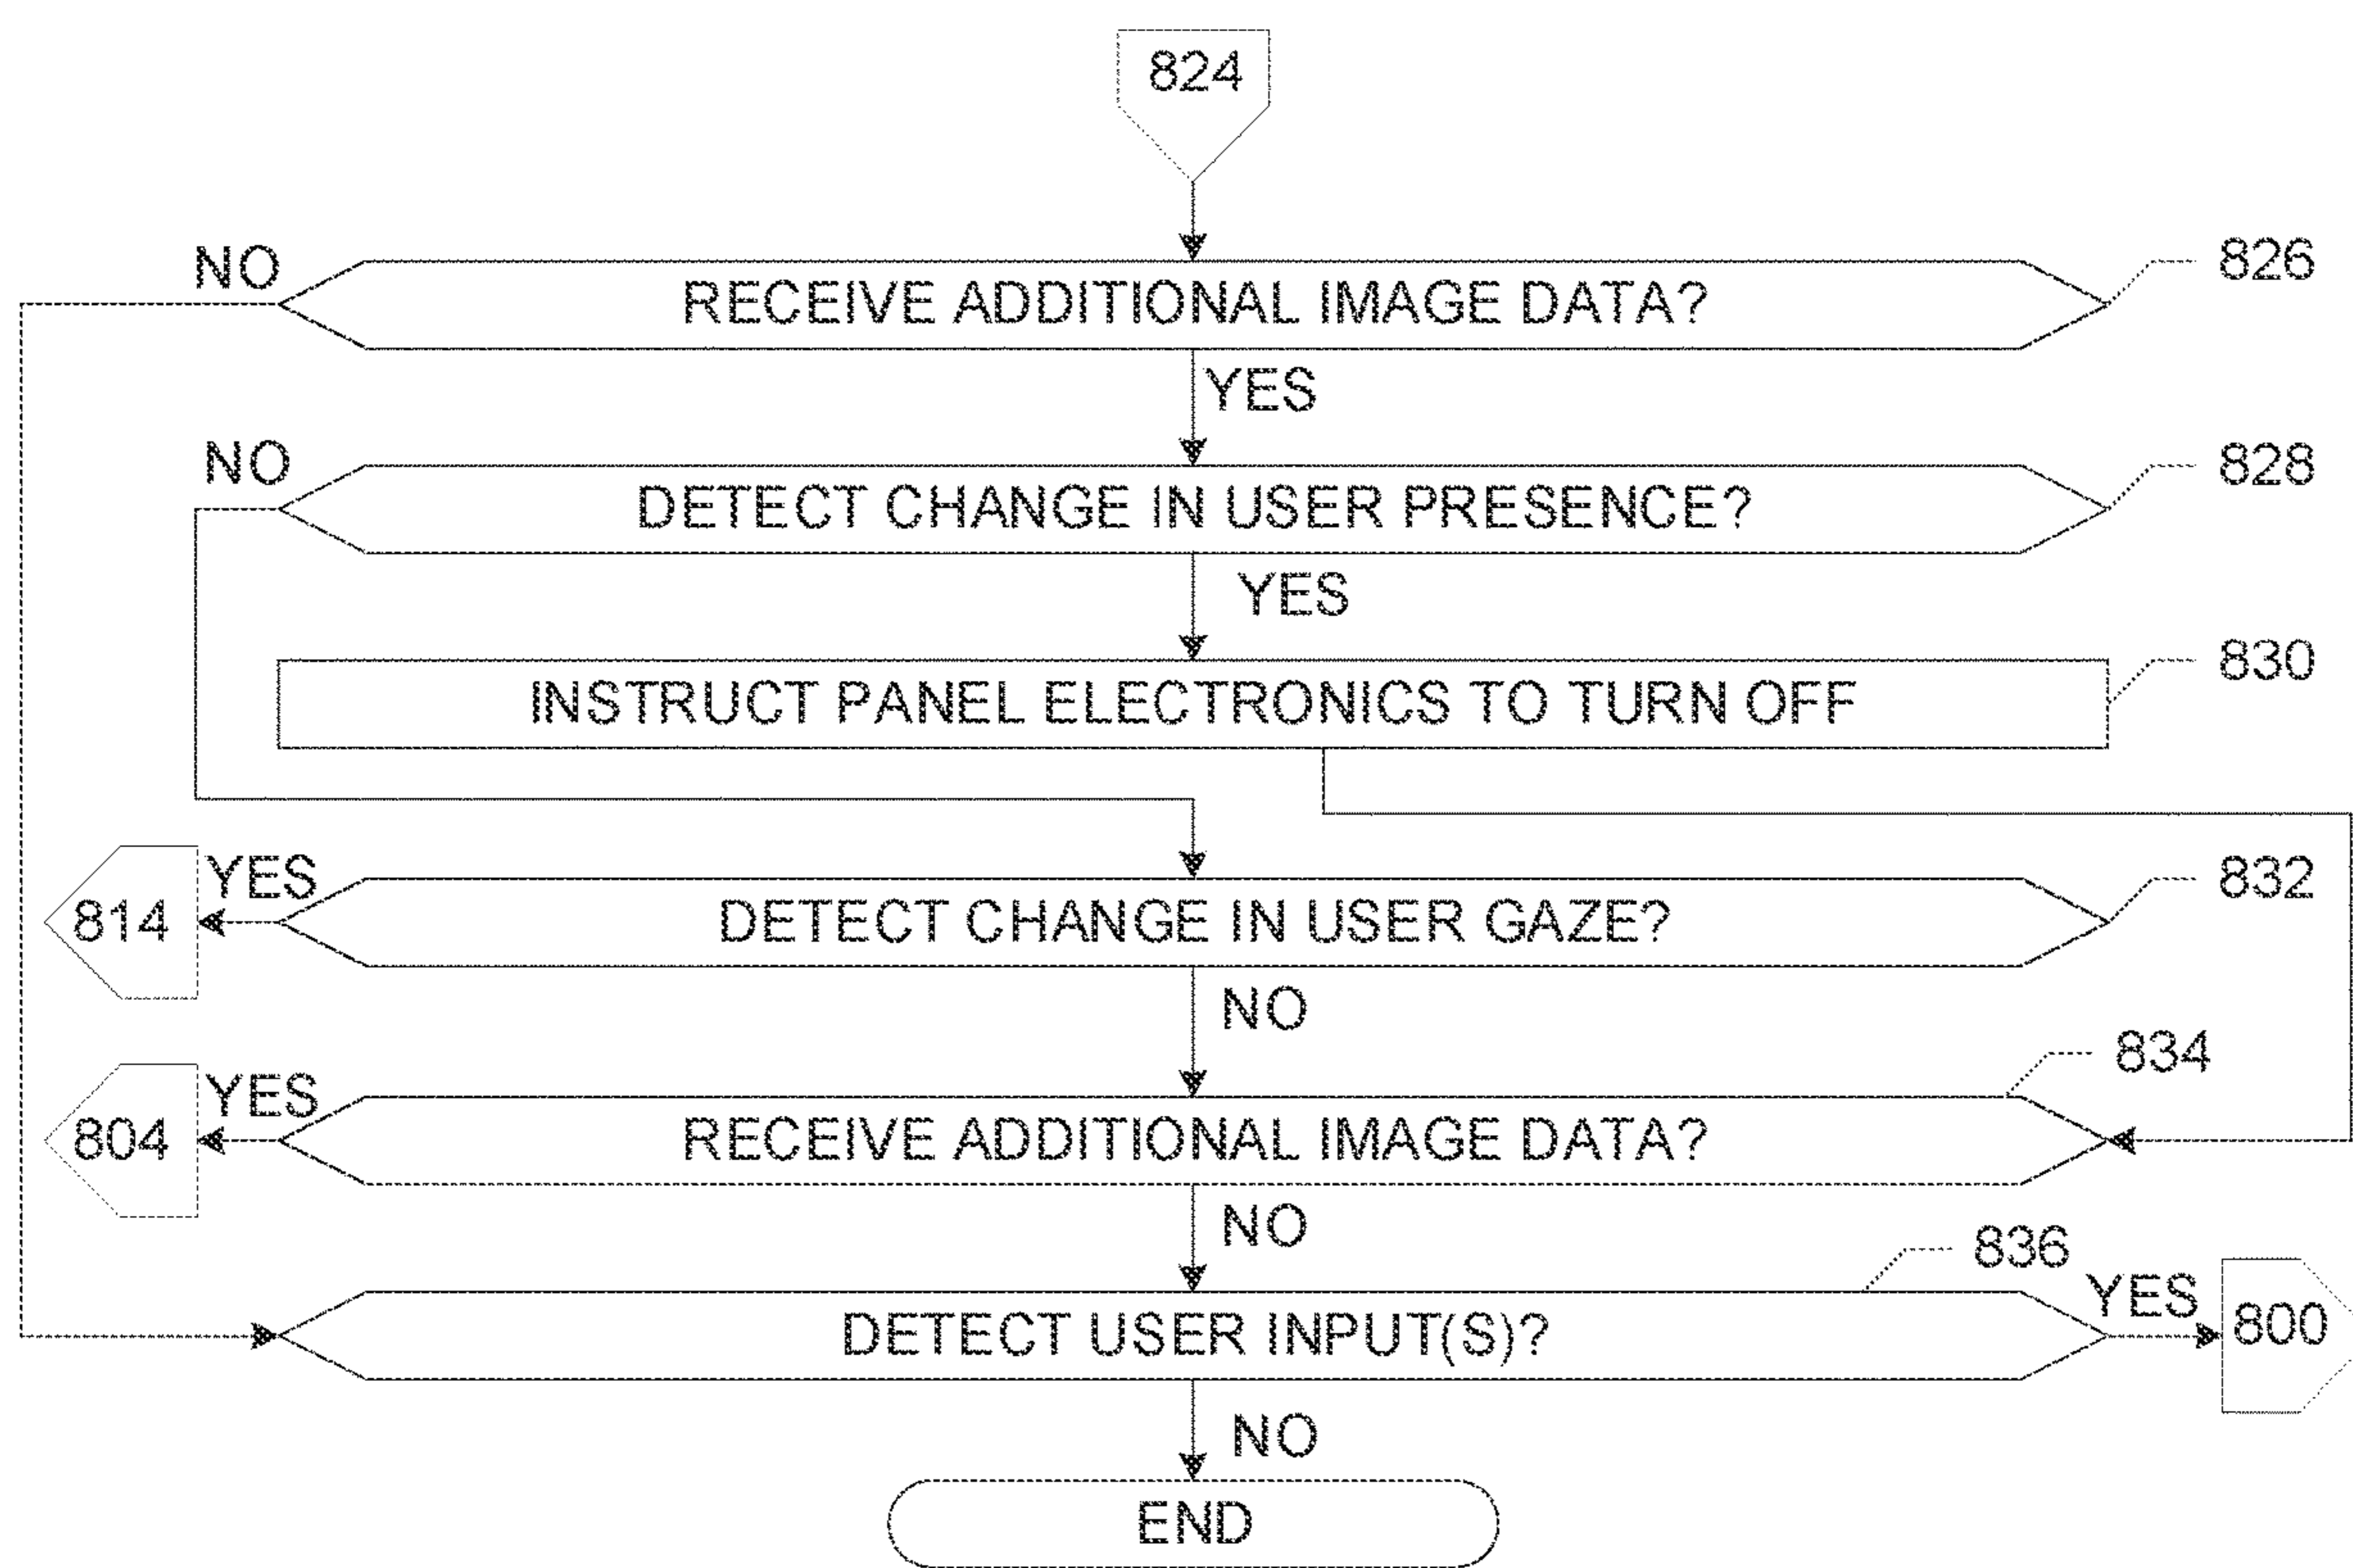 824
NO
RECEIVE ADDITIONAL IMAGE DATA?
826
YES
NO
DETECT CHANGE IN USER PRESENCE?
828
YES
INSTRUCT PANEL ELECTRONICS TO TURN OFF
830
814
YES
DETECT CHANGE IN USER GAZE?
832
NO
834
804
YES
RECEIVE ADDITIONAL IMAGE DATA?
NO
836
DETECT USER INPUT(S)?
YES
800
NO
END